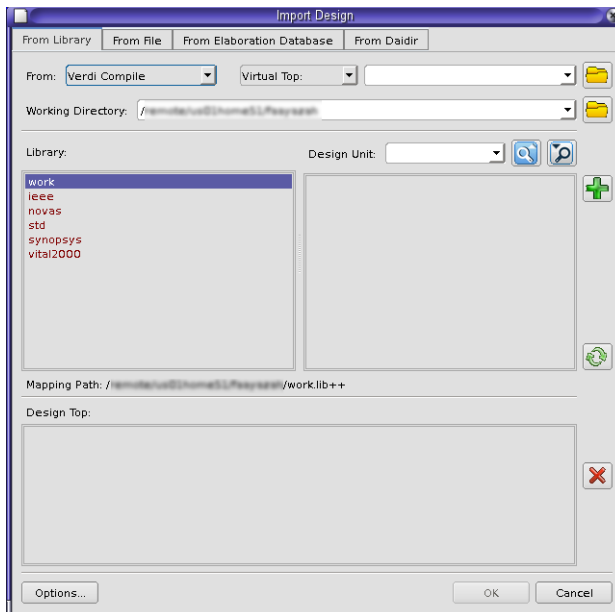 Import Design
From Library From File From Elaboration Database From Daidir
From: Verdi Compile Virtual Top:
Working Directory: /
Library: Design Unit:
work
ieee
novas
std
synopsys
vital2000
Mapping Path: / /work.lib++
Design Top:
Options... OK Cancel